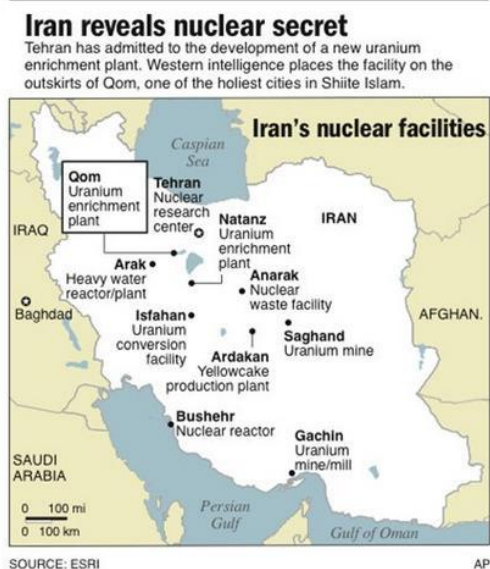 Iran reveals nuclear secret
Tehran has admitted to the development of a new uranium
enrichment plant. Western intelligence places the facility on the
outskirts of Qom, one of the holiest cities in Shiite Islam.
Iran's nuclear facilities
Caspian
Sea
Qom
Uranium
enrichment
plant
Tehran
Nuclear
research
center
Natanz
Uranium
enrichment
plant
IRAN
IRAQ
Arak
Heavy water
reactor/plant
Anarak
Nuclear
waste facility
Baghdad
Isfahan
Uranium
conversion
facility
AFGHAN.
Saghand
Uranium mine
Ardakan
Yellowcake
production plant
Bushehr
Nuclear reactor
Gachin
Uranium
mine/mill
SAUDI
ARABIA
0 100 mi
0 100 km
Persian
Gulf
Gulf of Oman
SOURCE: ESRI
AP